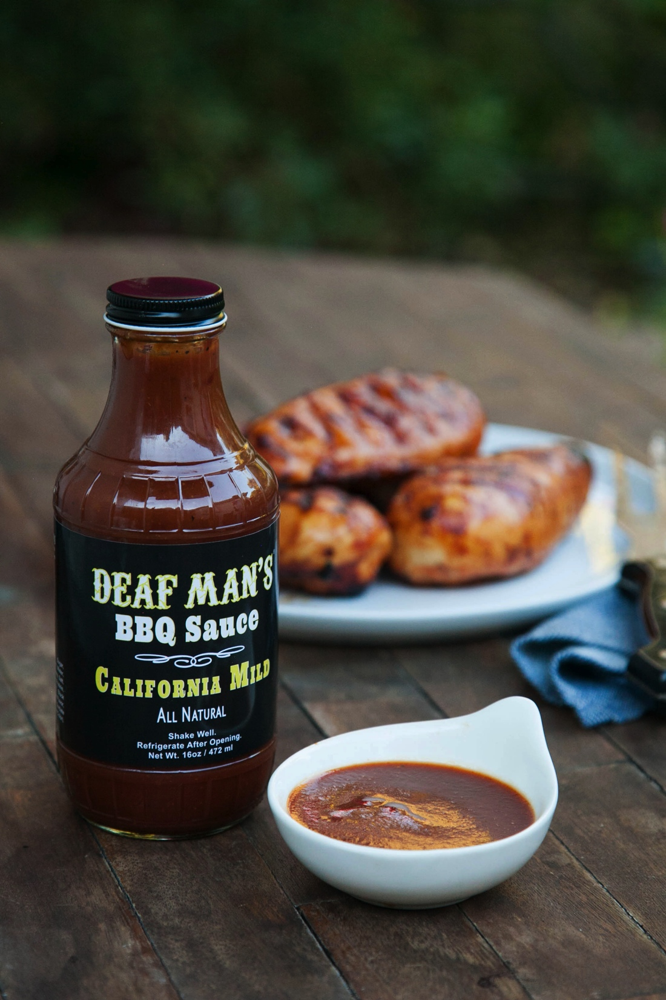 DEAF MAN'S
BBQ Sauce
CALIFORNIA MILD
ALL NATURAL
Shake Well.
Refrigerate After Opening.
Net Wt. 16oz / 472 ml